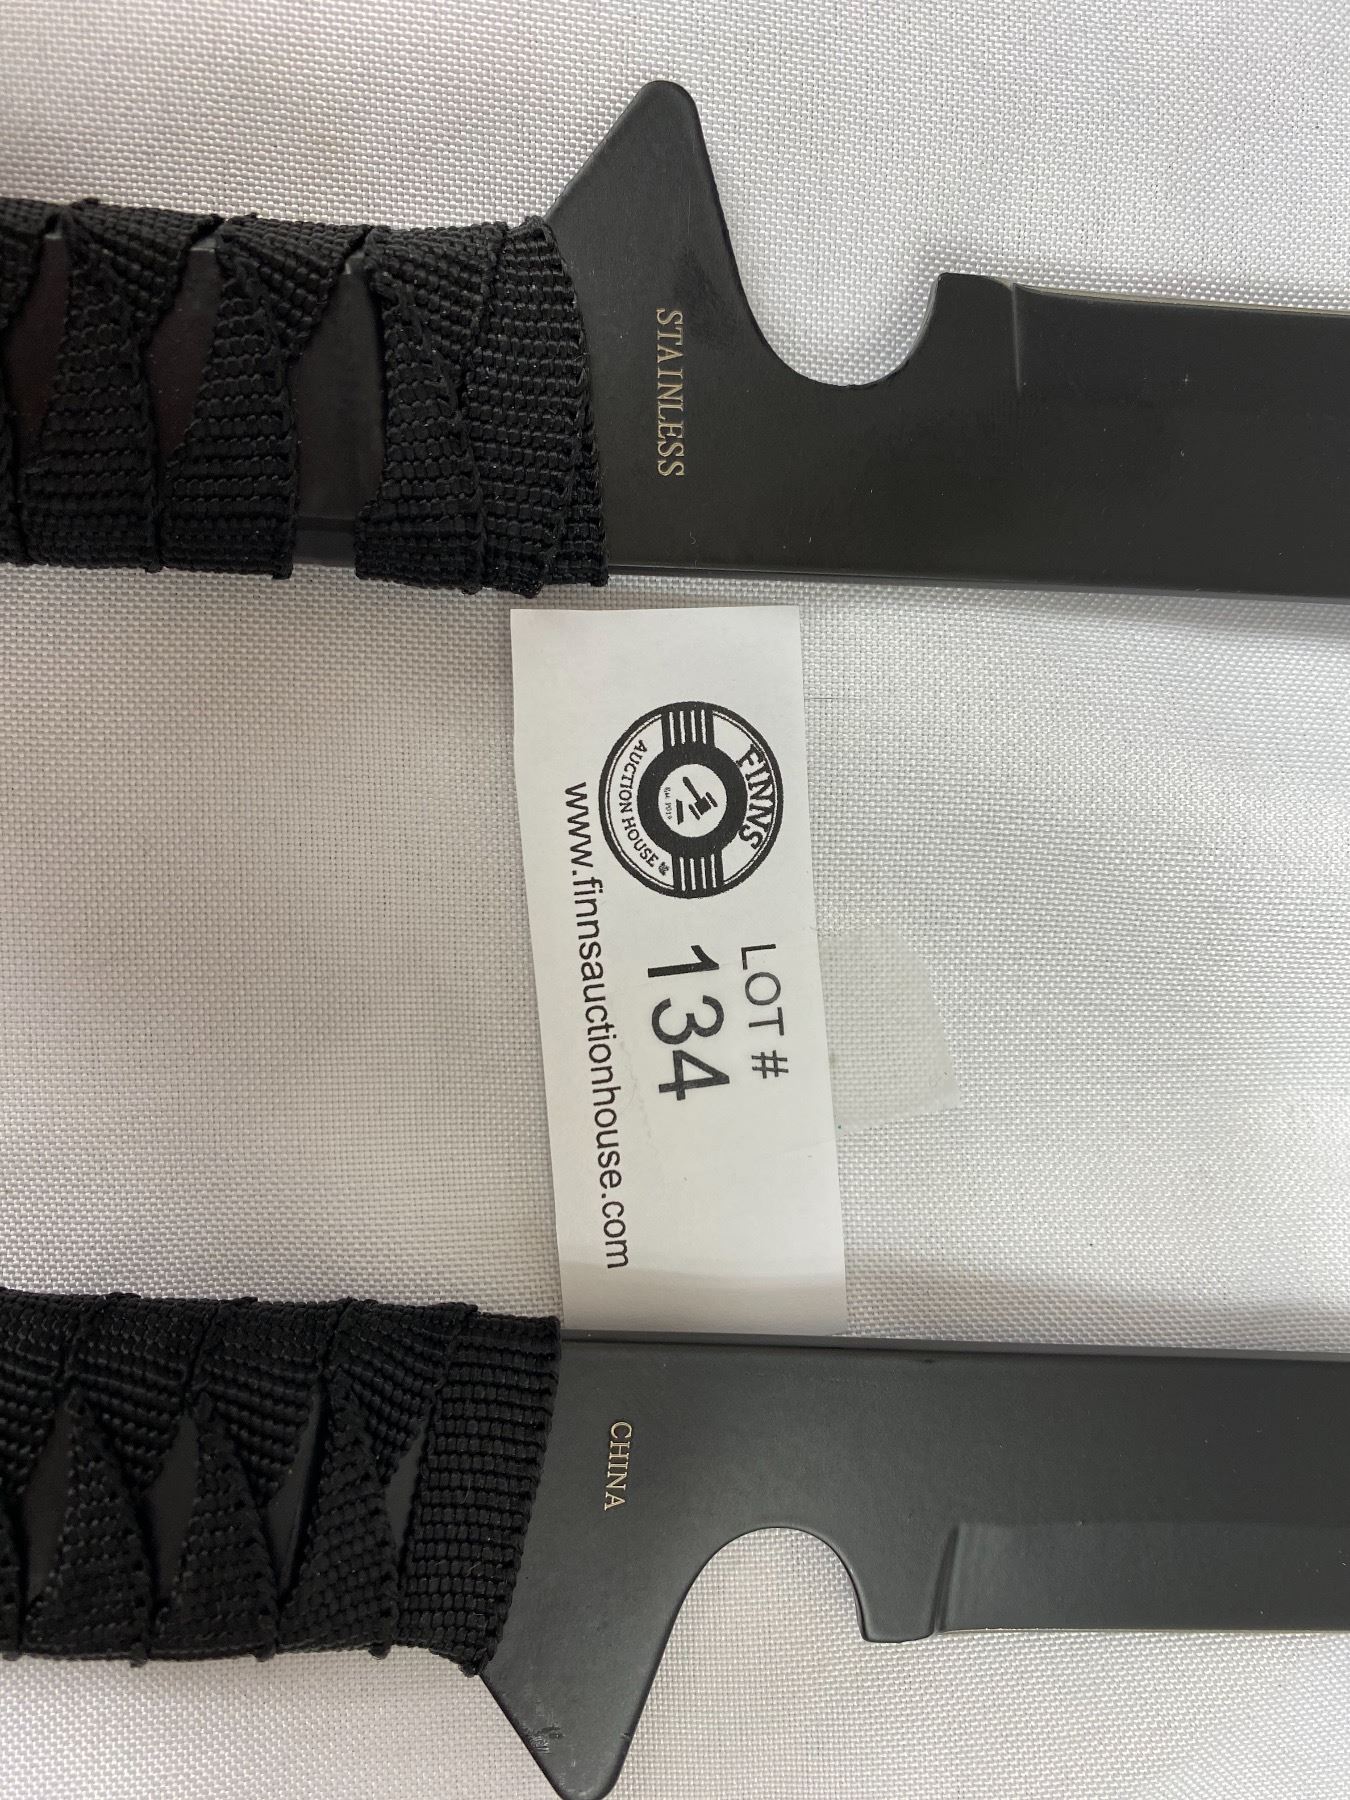 STAINLESS
FINNS
AUCTION HOUSE
LOT #
134
www.finnsauctionhouse.com
CHINA